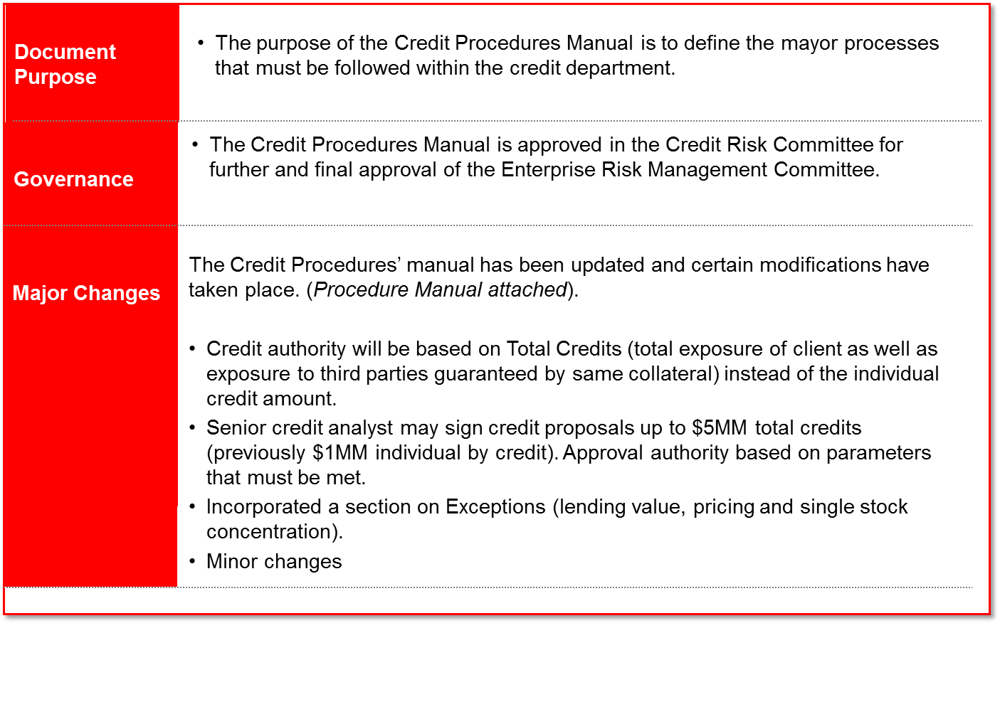 Document
Purpose
• The purpose of the Credit Procedures Manual is to define the mayor processes
that must be followed within the credit department.
Governance
• The Credit Procedures Manual is approved in the Credit Risk Committee for
further and final approval of the Enterprise Risk Management Committee.
Major Changes
The Credit Procedures’ manual has been updated and certain modifications have
taken place. (Procedure Manual attached).
• Credit authority will be based on Total Credits (total exposure of client as well as
exposure to third parties guaranteed by same collateral) instead of the individual
credit amount.
• Senior credit analyst may sign credit proposals up to $5MM total credits
(previously $1MM individual by credit). Approval authority based on parameters
that must be met.
• Incorporated a section on Exceptions (lending value, pricing and single stock
concentration).
• Minor changes